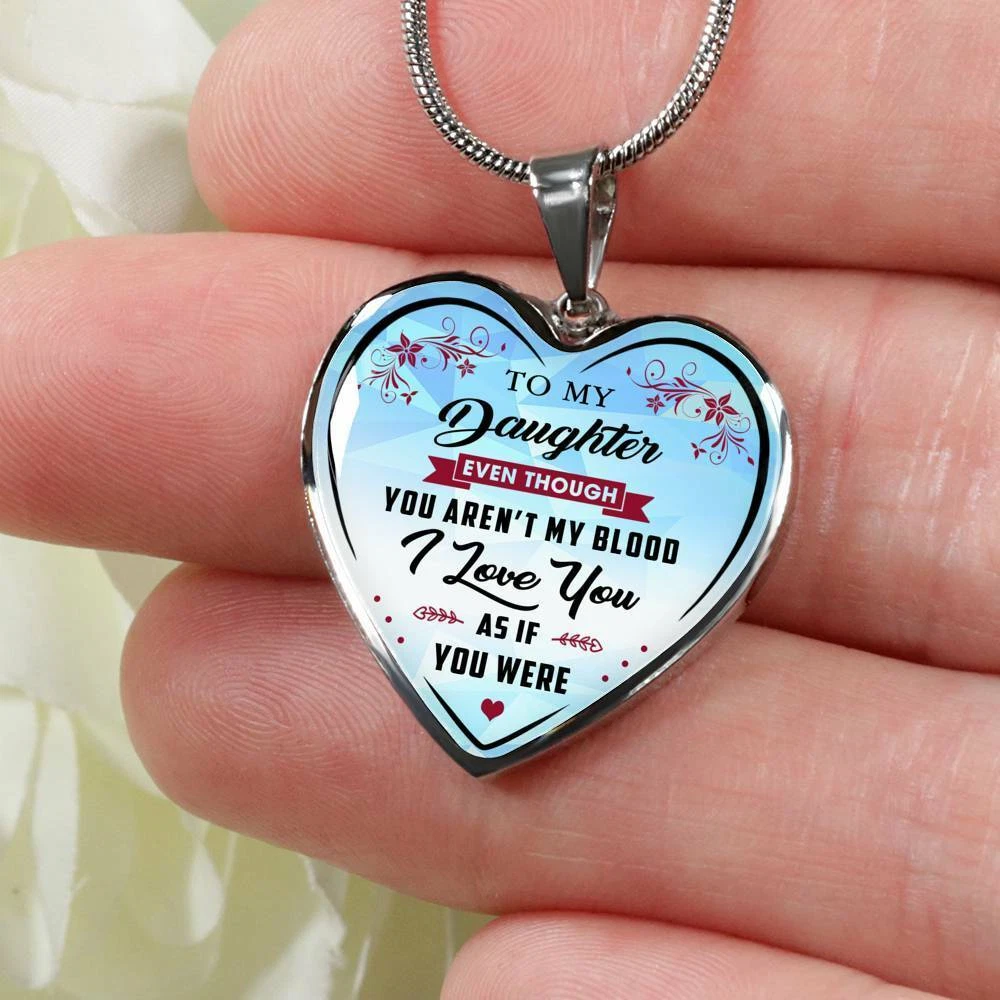 TO MY
Daughter
EVEN THOUGH
YOU AREN'T MY BLOOD
I Love You
AS IF
YOU WERE